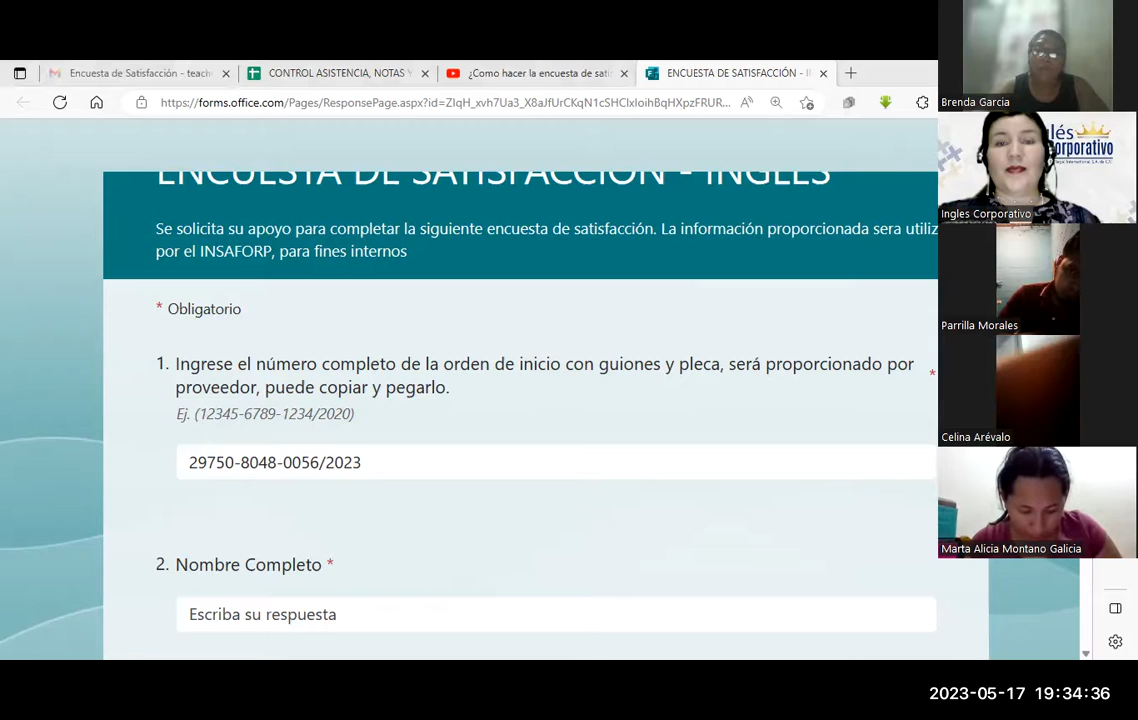 Encuesta de Satisfacción - teach
CONTROL ASISTENCIA, NOTAS Y
¿Como hacer la encuesta de sati
ENCUESTA DE SATISFACCIÓN - I
https://forms.office.com/Pages/ResponsePage.aspx?id=ZIqH_xvh7Ua3_X8aJfUrCKqN1cSHClxIoihBqHXpzFRUR...
ENCUESTA DE SATISFACCIÓN - INGLÉS
Se solicita su apoyo para completar la siguiente encuesta de satisfacción. La información proporcionada sera utiliz
por el INSAFORP, para fines internos
* Obligatorio
1. Ingrese el número completo de la orden de inicio con guiones y pleca, será proporcionado por
proveedor, puede copiar y pegarlo. *
Ej. (12345-6789-1234/2020)
29750-8048-0056/2023
2. Nombre Completo *
Escriba su respuesta
Brenda Garcia
lés
orporativo
Ingles Corporativo
Parrilla Morales
Celina Arévalo
Marta Alicia Montano Galicia
2023-05-17 19:34:36